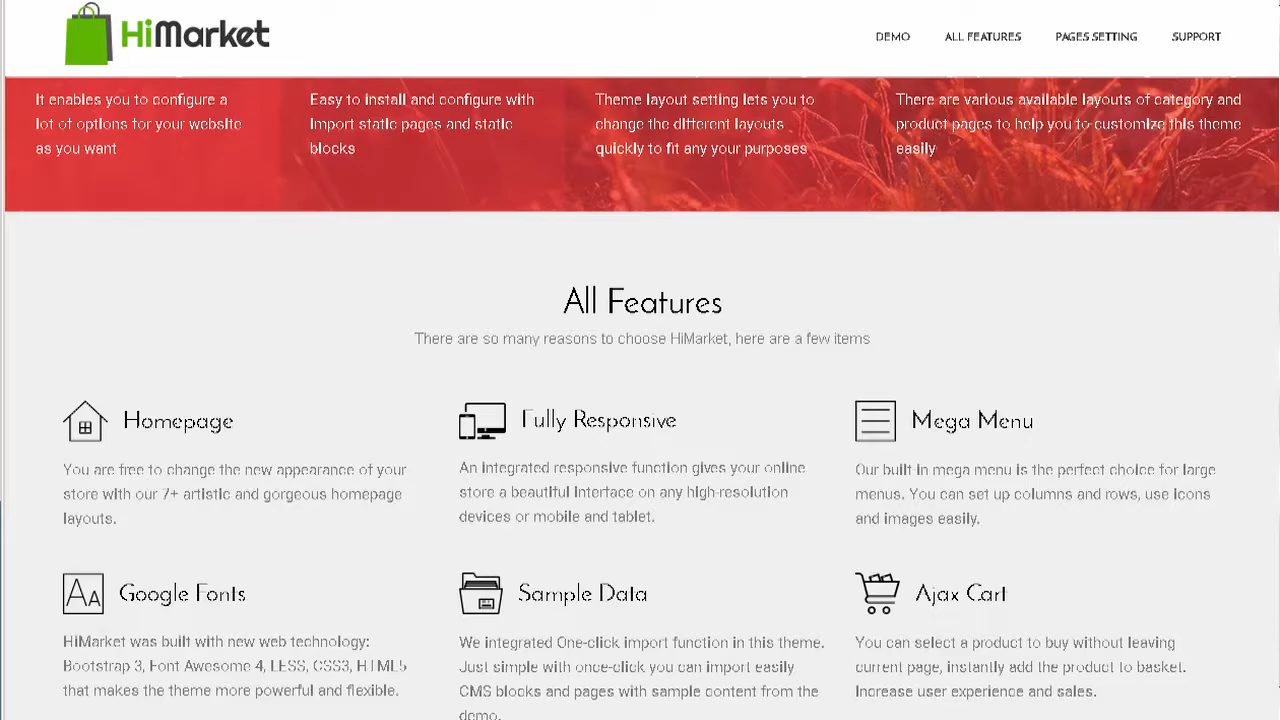 HiMarket
DEMO
ALL FEATURES
PAGES SETTING
SUPPORT
It enables you to configure a
lot of options for your website
as you want
Easy to install and configure with
import static pages and static
blocks
Theme layout setting lets you to
change the different layouts
quickly to fit any your purposes
There are various available layouts of category and
product pages to help you to customize this theme
easily
All Features
There are so many reasons to choose HiMarket, here are a few items
Homepage
You are free to change the new appearance of your
store with our 7+ artistic and gorgeous homepage
layouts.
Fully Responsive
An integrated responsive function gives your online
store a beautiful interface on any high-resolution
devices or mobile and tablet.
Mega Menu
Our built-in mega menu is the perfect choice for large
menus. You can set up columns and rows, use icons
and images easily.
Google Fonts
HiMarket was built with new web technology:
Bootstrap 3, Font Awesome 4, LESS, CSS3, HTML5
that makes the theme more powerful and flexible.
Sample Data
We integrated One-click import function in this theme.
Just simple with once-click you can import easily
CMS blocks and pages with sample content from the
demo.
Ajax Cart
You can select a product to buy without leaving
current page, instantly add the product to basket.
Increase user experience and sales.